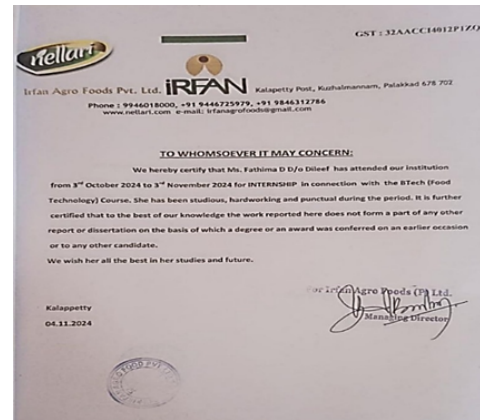 GST : 32AACCI4012P1ZQ
nellari
Irfan Agro Foods Pvt. Ltd. iRFAN Kalapetty Post, Kuzhalmannam, Palakkad 678 702
Phone : 9946018000, +91 9446725979, +91 9846312786
www.nellari.com e-mail: irfanagrofoods@gmail.com
TO WHOMSOEVER IT MAY CONCERN:
We hereby certify that Ms. Fathima D D/o Dileef has attended our institution
from 3rd October 2024 to 3rd November 2024 for INTERNSHIP in connection with the BTech (Food
Technology) Course. She has been studious, hardworking and punctual during the period. It is further
certified that to the best of our knowledge the work reported here does not form a part of any other
report or dissertation on the basis of which a degree or an award was conferred on an earlier occasion
or to any other candidate.
We wish her all the best in her studies and future.
For Irfan Agro Foods (P) Ltd.
Managing Director
Kalappetty
04.11.2024